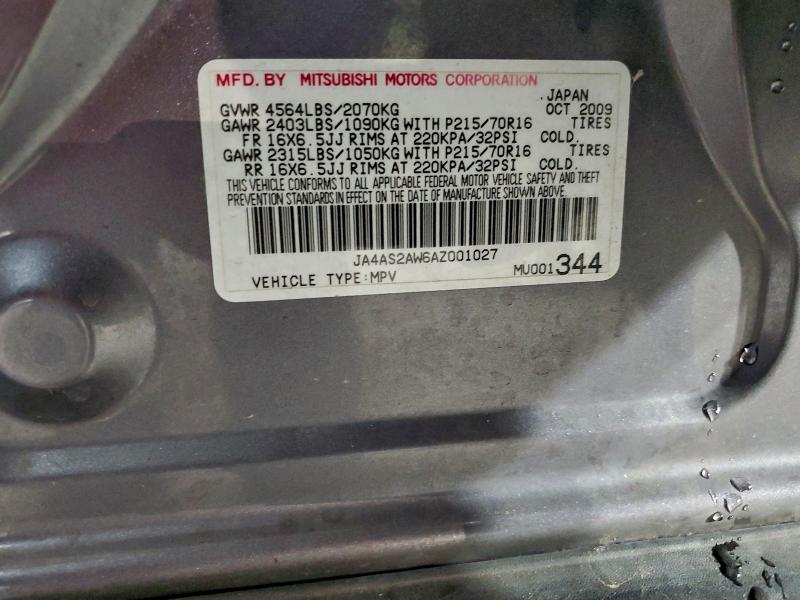 MFD. BY MITSUBISHI MOTORS CORPORATION
JAPAN
GVWR 4564LBS/2070KG OCT 2009
GAWR 2403LBS/1090KG WITH P215/70R16 TIRES
FR 16X6.5JJ RIMS AT 220KPA/32PSI COLD.
GAWR 2315LBS/1050KG WITH P215/70R16 TIRES
RR 16X6.5JJ RIMS AT 220KPA/32PSI COLD.
THIS VEHICLE CONFORMS TO ALL APPLICABLE FEDERAL MOTOR VEHICLE SAFETY AND THEFT
PREVENTION STANDARDS IN EFFECT ON THE DATE OF MANUFACTURE SHOWN ABOVE.
JA4AS2AW6AZ001027
VEHICLE TYPE:MPV MU001344